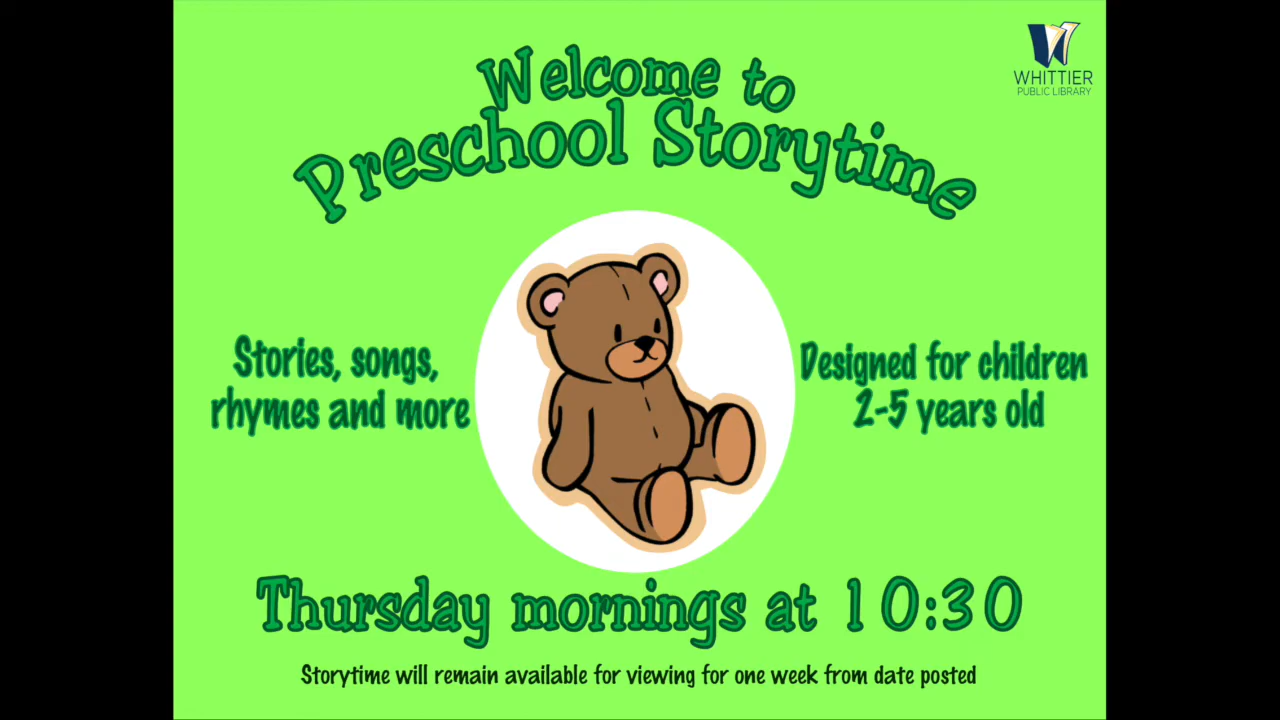 WHITTIER
PUBLIC LIBRARY
Welcome to
Preschool Storytime
Stories, songs,
rhymes and more
Designed for children
2-5 years old
Thursday mornings at 10:30
Storytime will remain available for viewing for one week from date posted